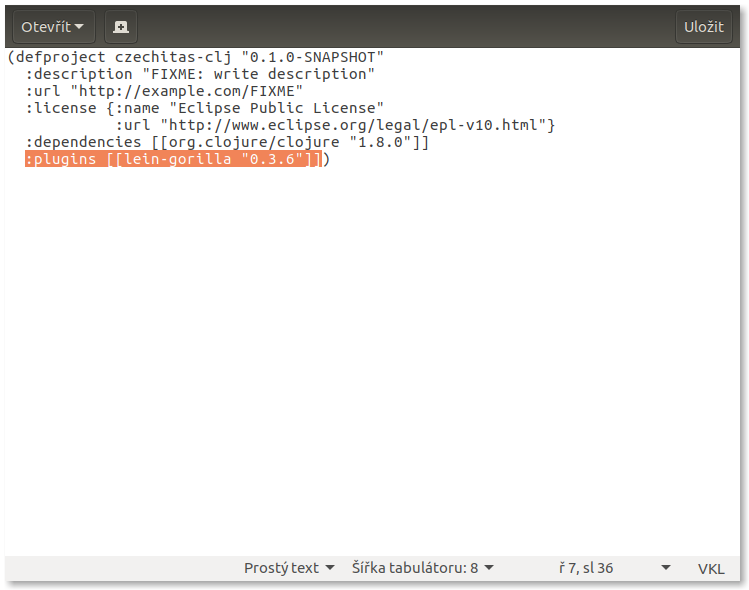 Otevřít
Uložit
(defproject czechitas-clj "0.1.0-SNAPSHOT"
  :description "FIXME: write description"
  :url "http://example.com/FIXME"
  :license {:name "Eclipse Public License"
            :url "http://www.eclipse.org/legal/epl-v10.html"}
  :dependencies [[org.clojure/clojure "1.8.0"]]
  :plugins [[lein-gorilla "0.3.6"]])
Prostý text Šířka tabulátoru: 8 ř 7, sl 36 VKL